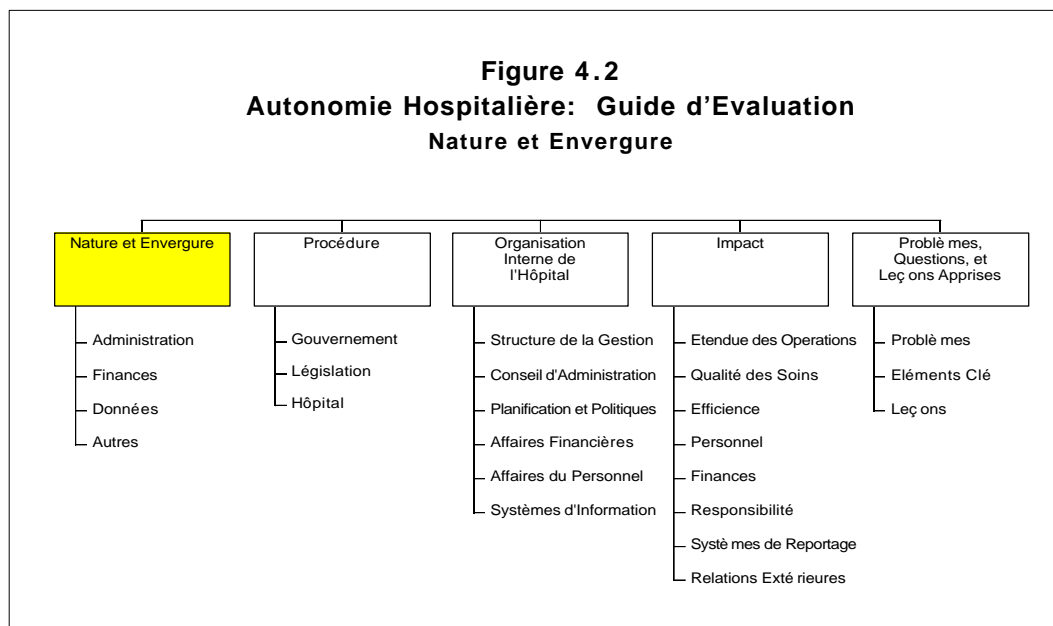 Figure 4.2
Autonomie Hospitalière: Guide d'Evaluation
Nature et Envergure
Nature et Envergure
Administration
Finances
Données
Autres
Procédure
Gouvernement
Législation
Hôpital
Organisation
Interne de
l'Hôpital
Structure de la Gestion
Conseil d'Administration
Planification et Politiques
Affaires Financières
Affaires du Personnel
Systèmes d'Information
Impact
Etendue des Operations
Qualité des Soins
Efficience
Personnel
Finances
Responsibilité
Systè mes de Reportage
Relations Exté rieures
Problè mes,
Questions, et
Leç ons Apprises
Problè mes
Eléments Clé
Leç ons